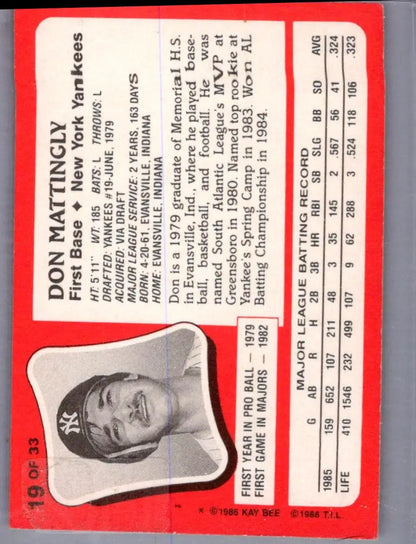 19 OF 33
DON MATTINGLY
First Base ◆ New York Yankees
HT: 5'11" WT: 185 BATS: L THROWS: L
DRAFTED: YANKEES #19-JUNE, 1979
ACQUIRED: VIA DRAFT
MAJOR LEAGUE SERVICE: 2 YEARS, 163 DAYS
BORN: 4-20-61, EVANSVILLE, INDIANA
HOME: EVANSVILLE, INDIANA
Don is a 1979 graduate of Memorial H.S.
in Evansville, Ind., where he played base-
ball, basketball, and football. He was
named South Atlantic League's MVP at
Greensboro in 1980. Named top rookie at
Yankee's Spring Camp in 1983. Won AL
Batting Championship in 1984.
FIRST YEAR IN PRO BALL — 1979
FIRST GAME IN MAJORS — 1982
MAJOR LEAGUE BATTING RECORD
G AB R H 2B 3B HR RBI SB SLG BB SO AVG
1985 159 652 107 211 48 3 35 145 2 .567 56 41 .324
LIFE 410 1546 232 499 107 9 62 288 3 .524 118 106 .323
* ©1986 KAY BEE ©1986 T.I.L.